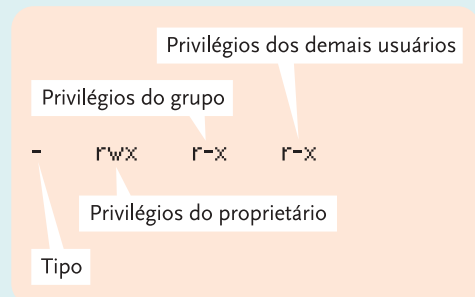 Privilégios dos demais usuários
Privilégios do grupo
- rwx r-x r-x
Privilégios do proprietário
Tipo